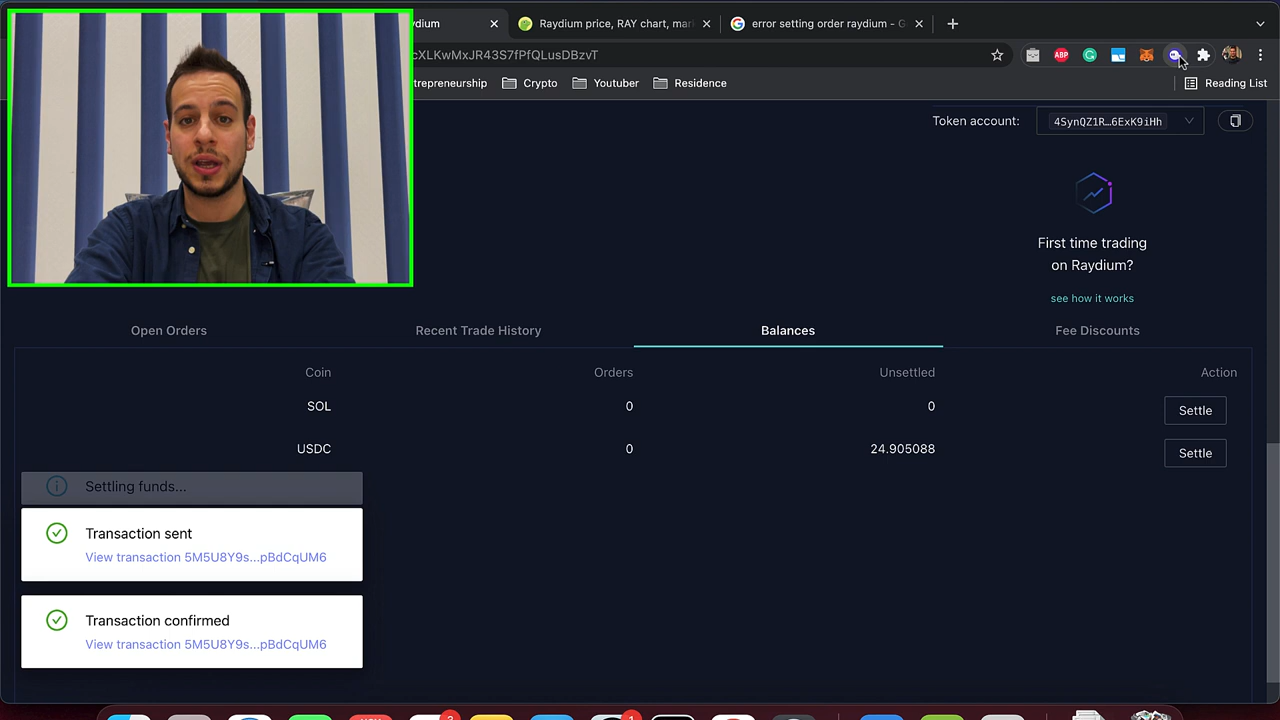 ydium
Raydium price, RAY chart, mar
error setting order raydium - G
cXLKwMxJR43S7fPfQLusDBzvT
ABP
trepreneurship
Crypto
Youtuber
Residence
Reading List
Token account:
4SynQZ1R…6ExK9iHh
First time trading
on Raydium?
see how it works
Open Orders
Recent Trade History
Balances
Fee Discounts
Coin
Orders
Unsettled
Action
SOL
0
0
Settle
USDC
0
24.905088
Settle
Settling funds...
Transaction sent
View transaction 5M5U8Y9s...pBdCqUM6
Transaction confirmed
View transaction 5M5U8Y9s...pBdCqUM6